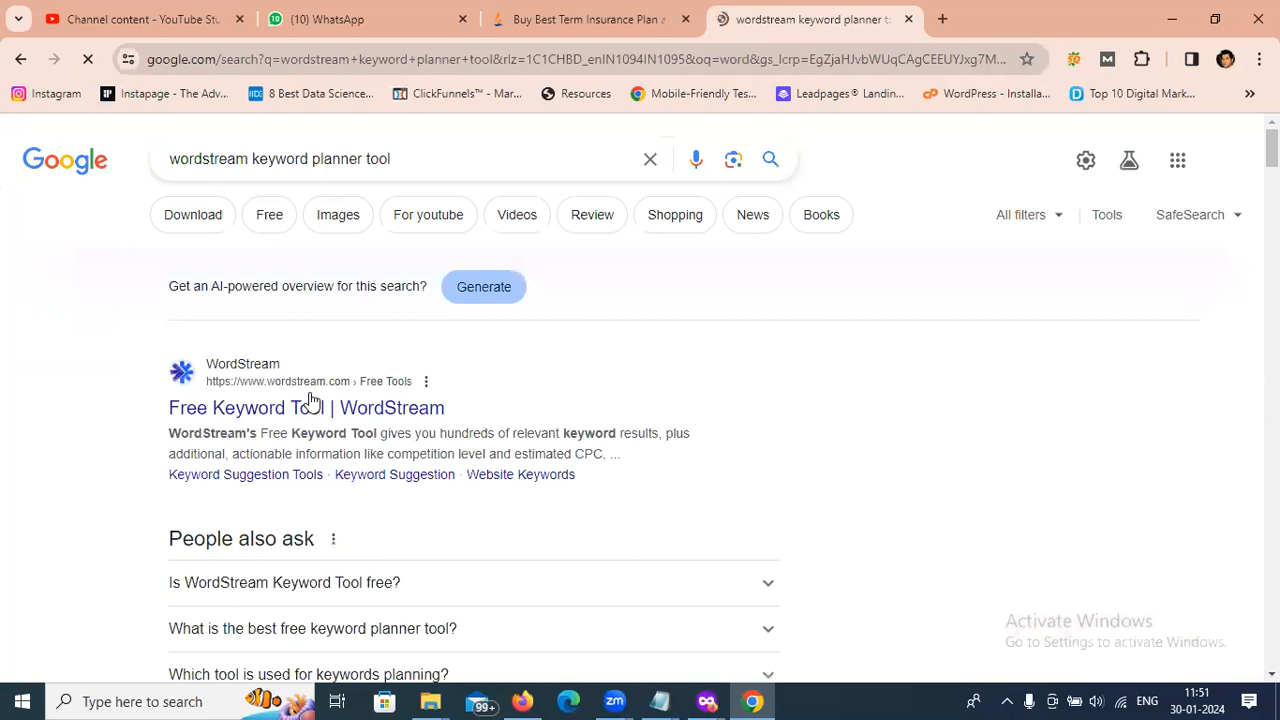 Channel content - YouTube Stu
(10) WhatsApp
Buy Best Term Insurance Plan a
wordstream keyword planner to
google.com/search?q=wordstream+keyword+planner+tool&rlz=1C1CHBD_enIN1094IN1095&oq=word&gs_lcrp=EgZjaHJvbWUqCAgCEEUYJxg7M...
Instagram
Instapage - The Adv...
8 Best Data Science...
ClickFunnels™ - Mar...
Resources
Mobile-Friendly Tes...
Leadpages® Landin...
WordPress - Installa...
Top 10 Digital Mark...
Google
wordstream keyword planner tool
Download
Free
Images
For youtube
Videos
Review
Shopping
News
Books
All filters
Tools
SafeSearch
Get an AI-powered overview for this search?
Generate
WordStream
https://www.wordstream.com › Free Tools
Free Keyword Tool | WordStream
WordStream's Free Keyword Tool gives you hundreds of relevant keyword results, plus
additional, actionable information like competition level and estimated CPC, ...
Keyword Suggestion Tools · Keyword Suggestion · Website Keywords
People also ask
Is WordStream Keyword Tool free?
What is the best free keyword planner tool?
Which tool is used for keywords planning?
Activate Windows
Go to Settings to activate Windows.
Type here to search
99+
ENG
11:51
30-01-2024